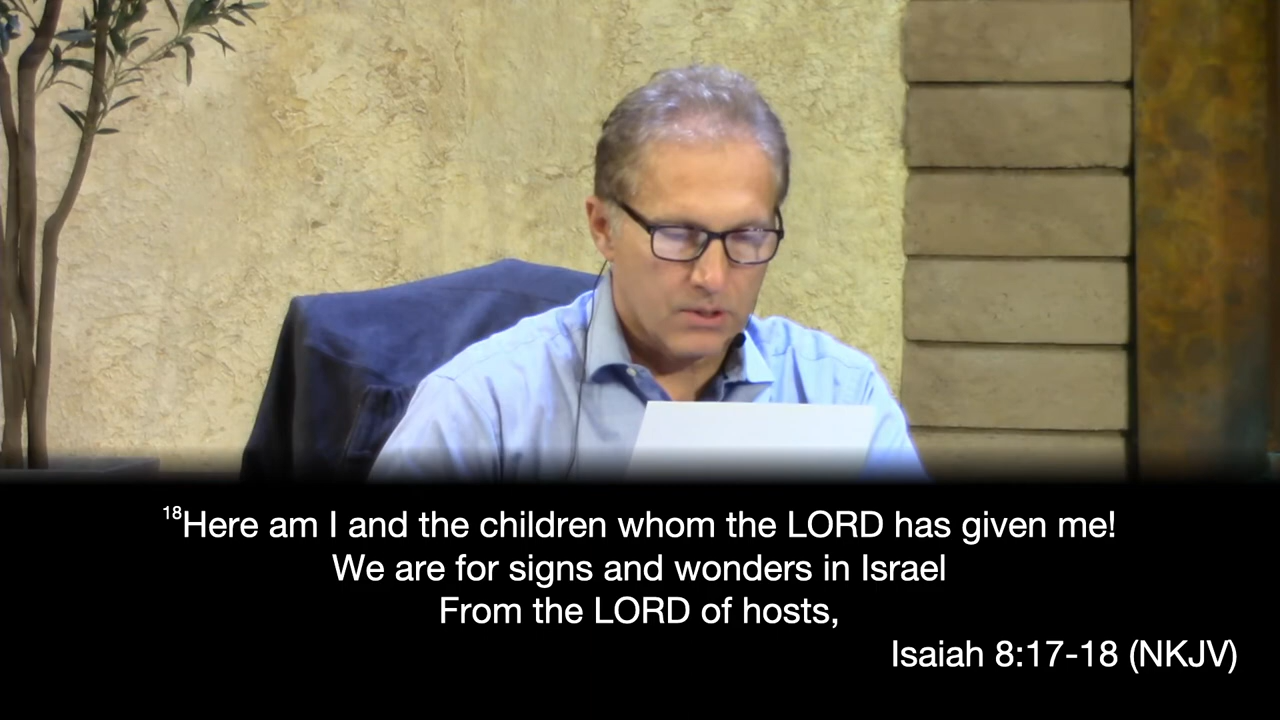 18Here am I and the children whom the LORD has given me!
We are for signs and wonders in Israel
From the LORD of hosts,
Isaiah 8:17-18 (NKJV)